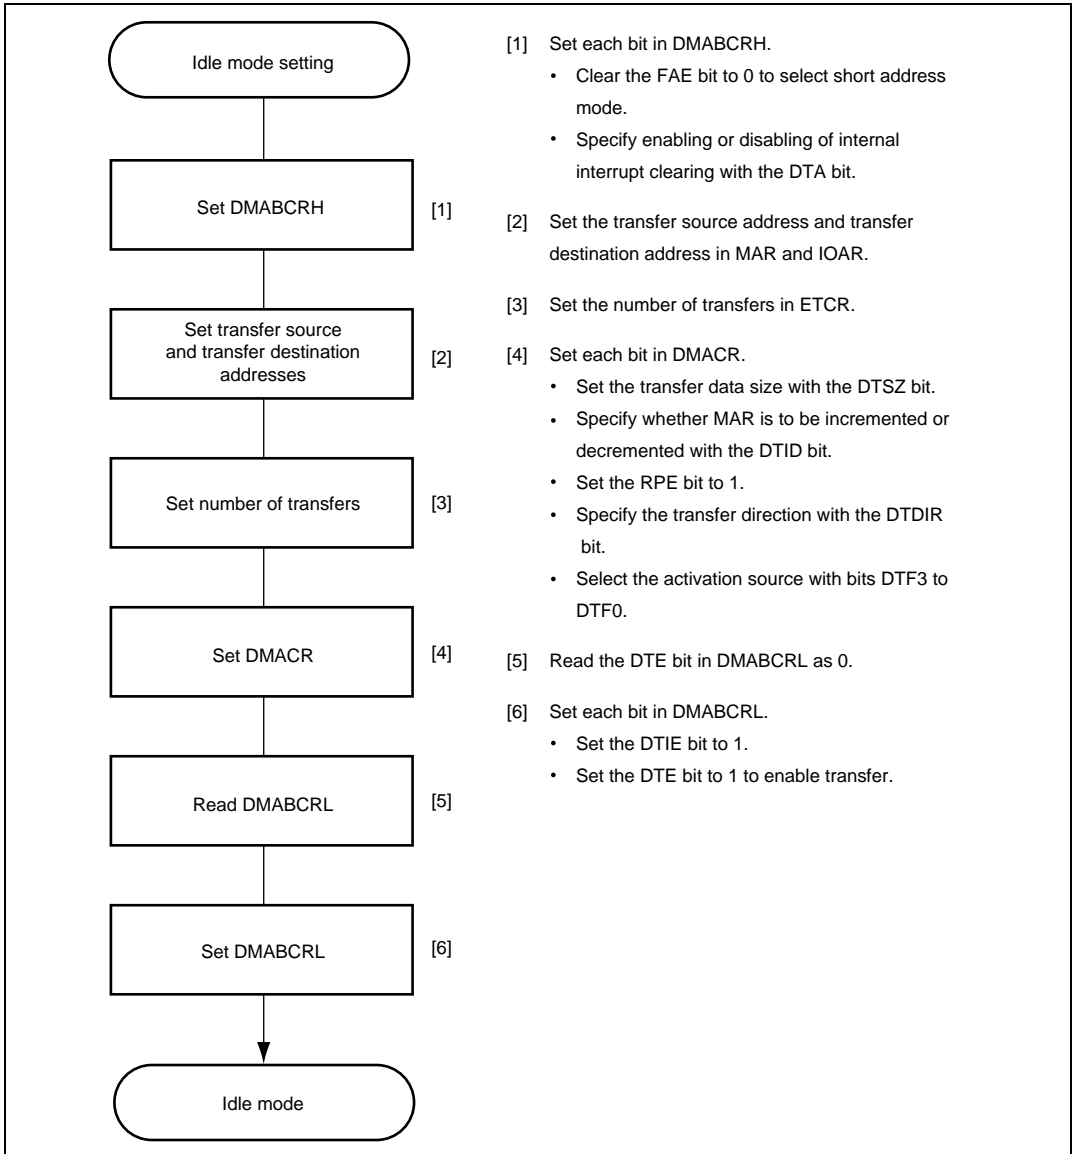 Idle mode setting
Set DMABCRH
[1]
Set transfer source
and transfer destination
addresses
[2]
Set number of transfers
[3]
Set DMACR
[4]
Read DMABCRL
[5]
Set DMABCRL
[6]
Idle mode
[1] Set each bit in DMABCRH.
• Clear the FAE bit to 0 to select short address
mode.
• Specify enabling or disabling of internal
interrupt clearing with the DTA bit.
[2] Set the transfer source address and transfer
destination address in MAR and IOAR.
[3] Set the number of transfers in ETCR.
[4] Set each bit in DMACR.
• Set the transfer data size with the DTSZ bit.
• Specify whether MAR is to be incremented or
decremented with the DTID bit.
• Set the RPE bit to 1.
• Specify the transfer direction with the DTDIR
bit.
• Select the activation source with bits DTF3 to
DTF0.
[5] Read the DTE bit in DMABCRL as 0.
[6] Set each bit in DMABCRL.
• Set the DTIE bit to 1.
• Set the DTE bit to 1 to enable transfer.